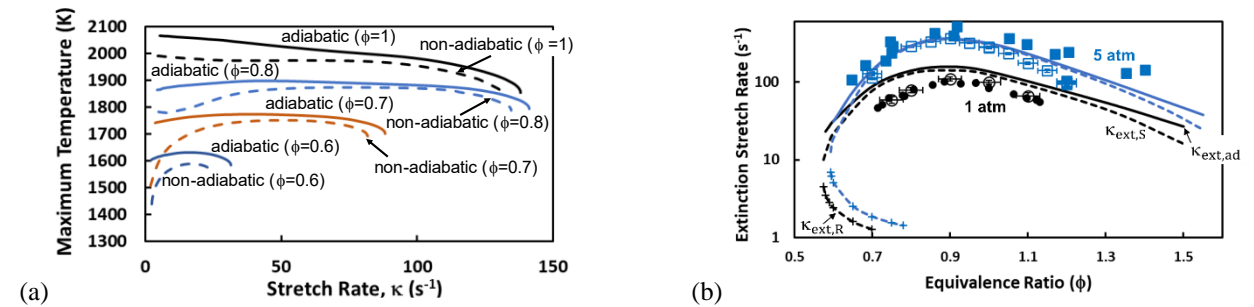 (a)
Maximum Temperature (K)
2100
2000
1900
1800
1700
1600
1500
1400
1300
0
50
100
150
Stretch Rate, κ (s⁻¹)
adiabatic (ϕ=1)
non-adiabatic (ϕ=1)
adiabatic (ϕ=0.8)
non-adiabatic (ϕ=0.8)
adiabatic (ϕ=0.7)
non-adiabatic (ϕ=0.7)
adiabatic (ϕ=0.6)
non-adiabatic (ϕ=0.6)
(b)
Extinction Stretch Rate (s⁻¹)
100
10
1
0.5
0.7
0.9
1.1
1.3
1.5
Equivalence Ratio (ϕ)
5 atm
1 atm
κext,S
κext,ad
κext,R